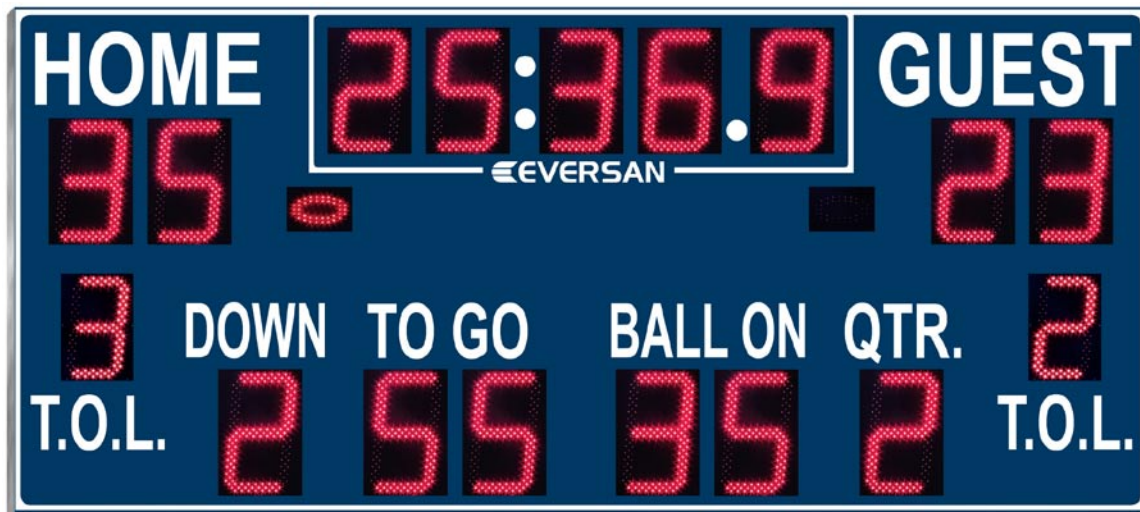 HOME 25:36.9 GUEST
35 23
EVERSAN
3 2
DOWN TO GO BALL ON QTR.
T.O.L. 2 55 35 2 T.O.L.